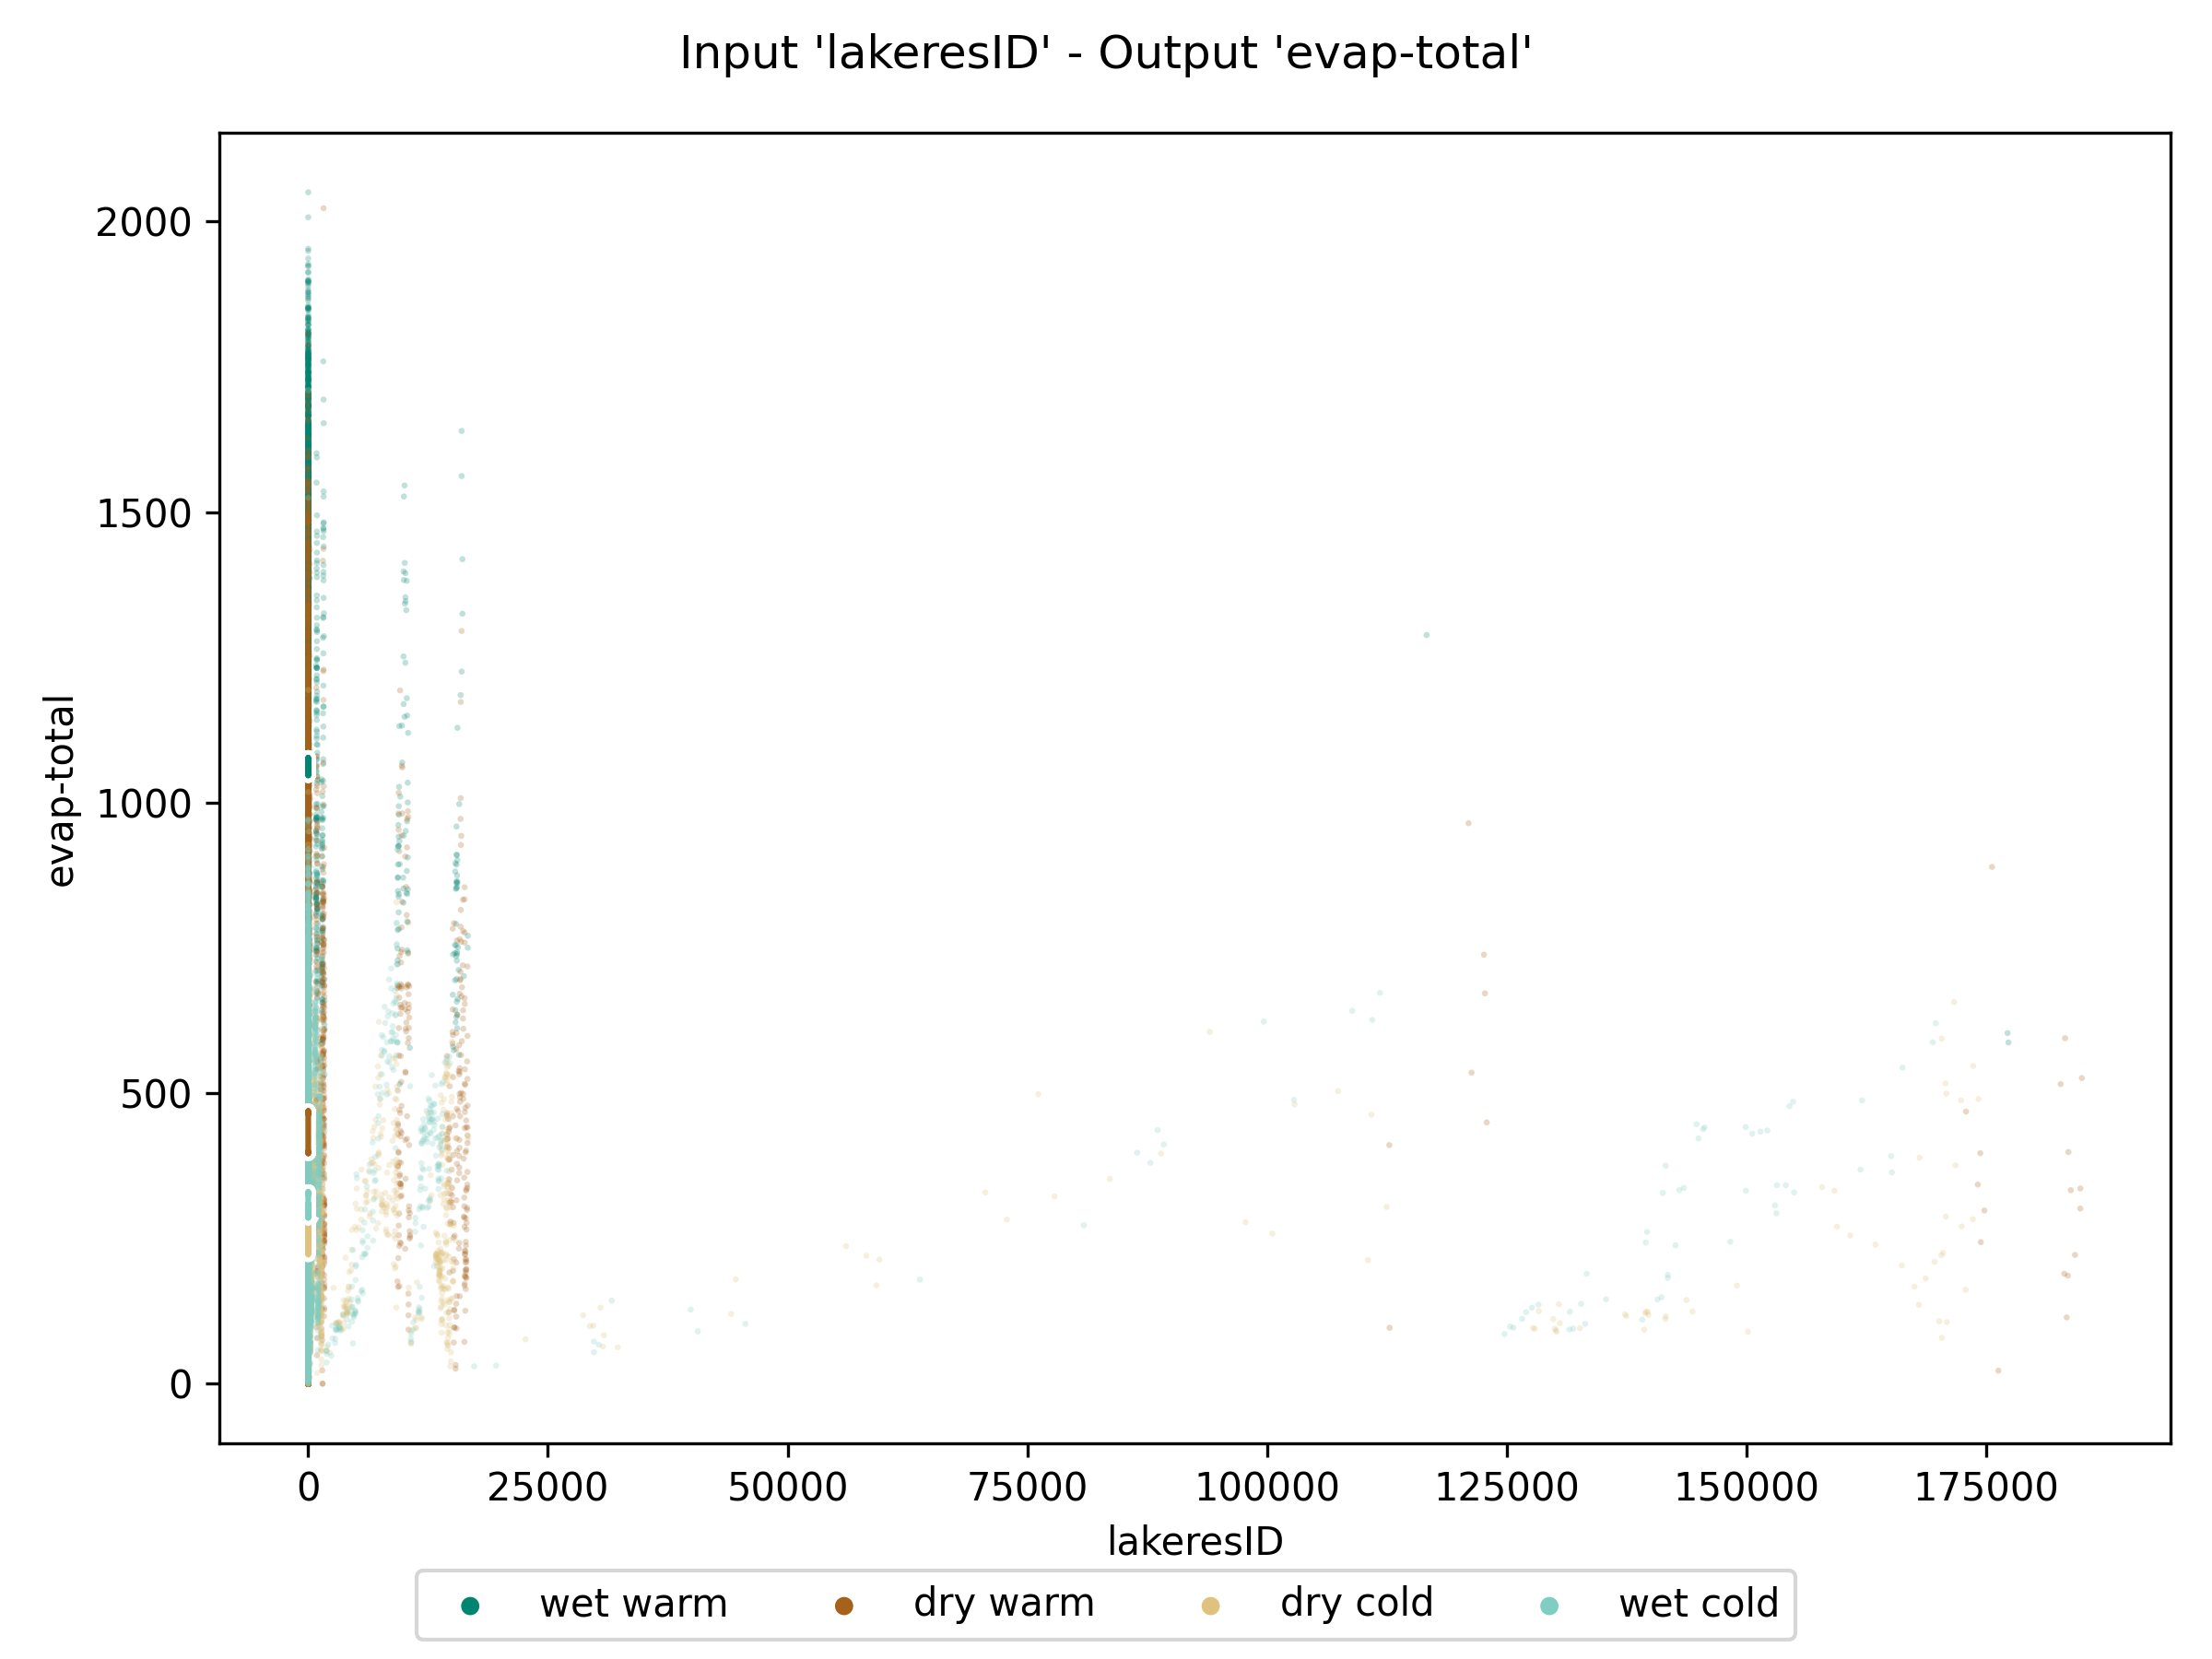 Input 'lakeresID' - Output 'evap-total'
2000
1500
1000
500
0
evap-total
0 25000 50000 75000 100000 125000 150000 175000
lakeresID
wet warm dry warm dry cold wet cold